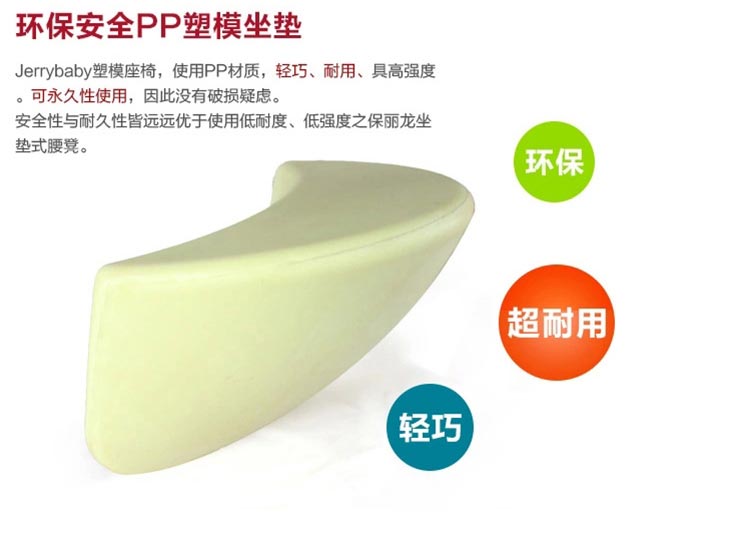 环保安全PP塑模坐垫
Jerrybaby塑模座椅，使用PP材质，轻巧、耐用、具高强度
。可永久性使用，因此没有破损疑虑。
安全性与耐久性皆远远优于使用低耐度、低强度之保丽龙坐
垫式腰凳。
环保
超耐用
轻巧